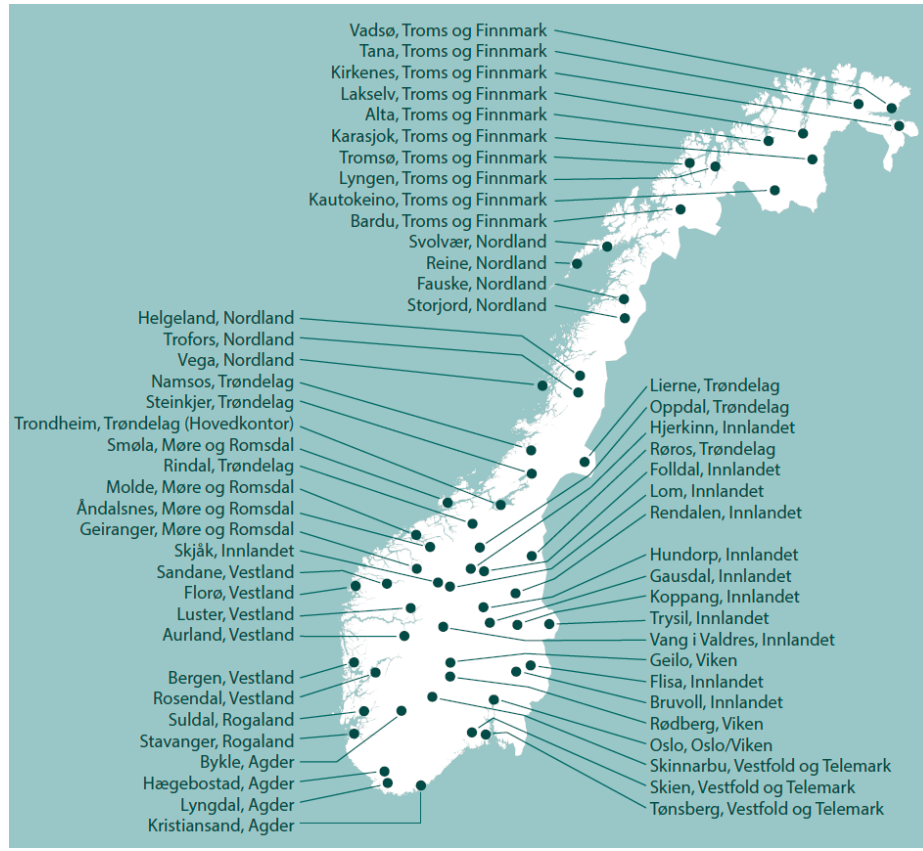 Vadsø, Troms og Finnmark
Tana, Troms og Finnmark
Kirkenes, Troms og Finnmark
Lakselv, Troms og Finnmark
Alta, Troms og Finnmark
Karasjok, Troms og Finnmark
Tromsø, Troms og Finnmark
Lyngen, Troms og Finnmark
Kautokeino, Troms og Finnmark
Bardu, Troms og Finnmark
Svolvær, Nordland
Reine, Nordland
Fauske, Nordland
Storjord, Nordland
Helgeland, Nordland
Trofors, Nordland
Vega, Nordland
Namsos, Trøndelag
Steinkjer, Trøndelag
Trondheim, Trøndelag (Hovedkontor)
Smøla, Møre og Romsdal
Rindal, Trøndelag
Molde, Møre og Romsdal
Åndalsnes, Møre og Romsdal
Geiranger, Møre og Romsdal
Skjåk, Innlandet
Sandane, Vestland
Florø, Vestland
Luster, Vestland
Aurland, Vestland
Bergen, Vestland
Rosendal, Vestland
Suldal, Rogaland
Stavanger, Rogaland
Bykle, Agder
Hægebostad, Agder
Lyngdal, Agder
Kristiansand, Agder
Lierne, Trøndelag
Oppdal, Trøndelag
Hjerkinn, Innlandet
Røros, Trøndelag
Folldal, Innlandet
Lom, Innlandet
Rendalen, Innlandet
Hundorp, Innlandet
Gausdal, Innlandet
Koppang, Innlandet
Trysil, Innlandet
Vang i Valdres, Innlandet
Geilo, Viken
Flisa, Innlandet
Bruvoll, Innlandet
Rødberg, Viken
Oslo, Oslo/Viken
Skinnarbu, Vestfold og Telemark
Skien, Vestfold og Telemark
Tønsberg, Vestfold og Telemark